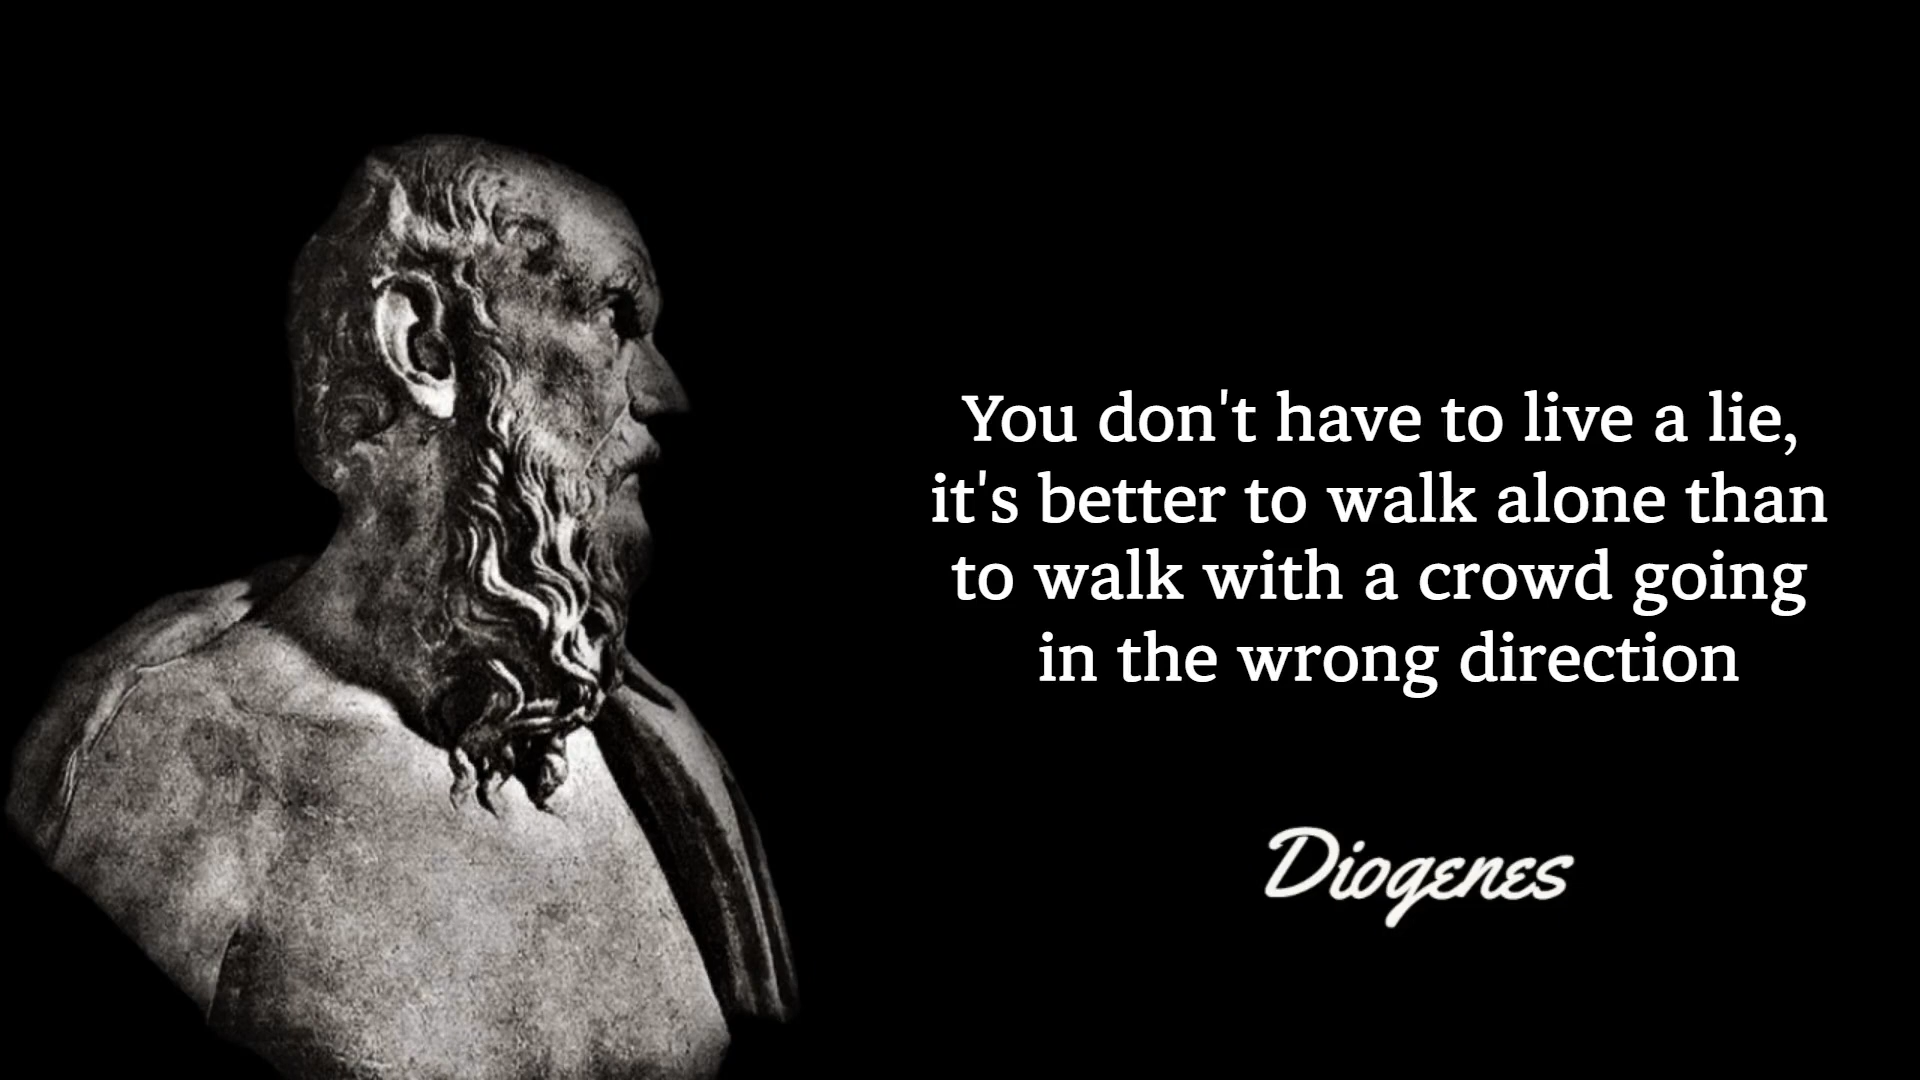 You don't have to live a lie,
it's better to walk alone than
to walk with a crowd going
in the wrong direction
Diogenes